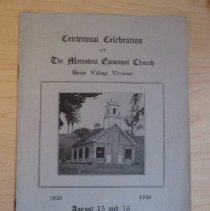 Centennial Celebration
OF
The Methodist Episcopal Church
Union Village, Vermont
1836 1936
August 15 and 16